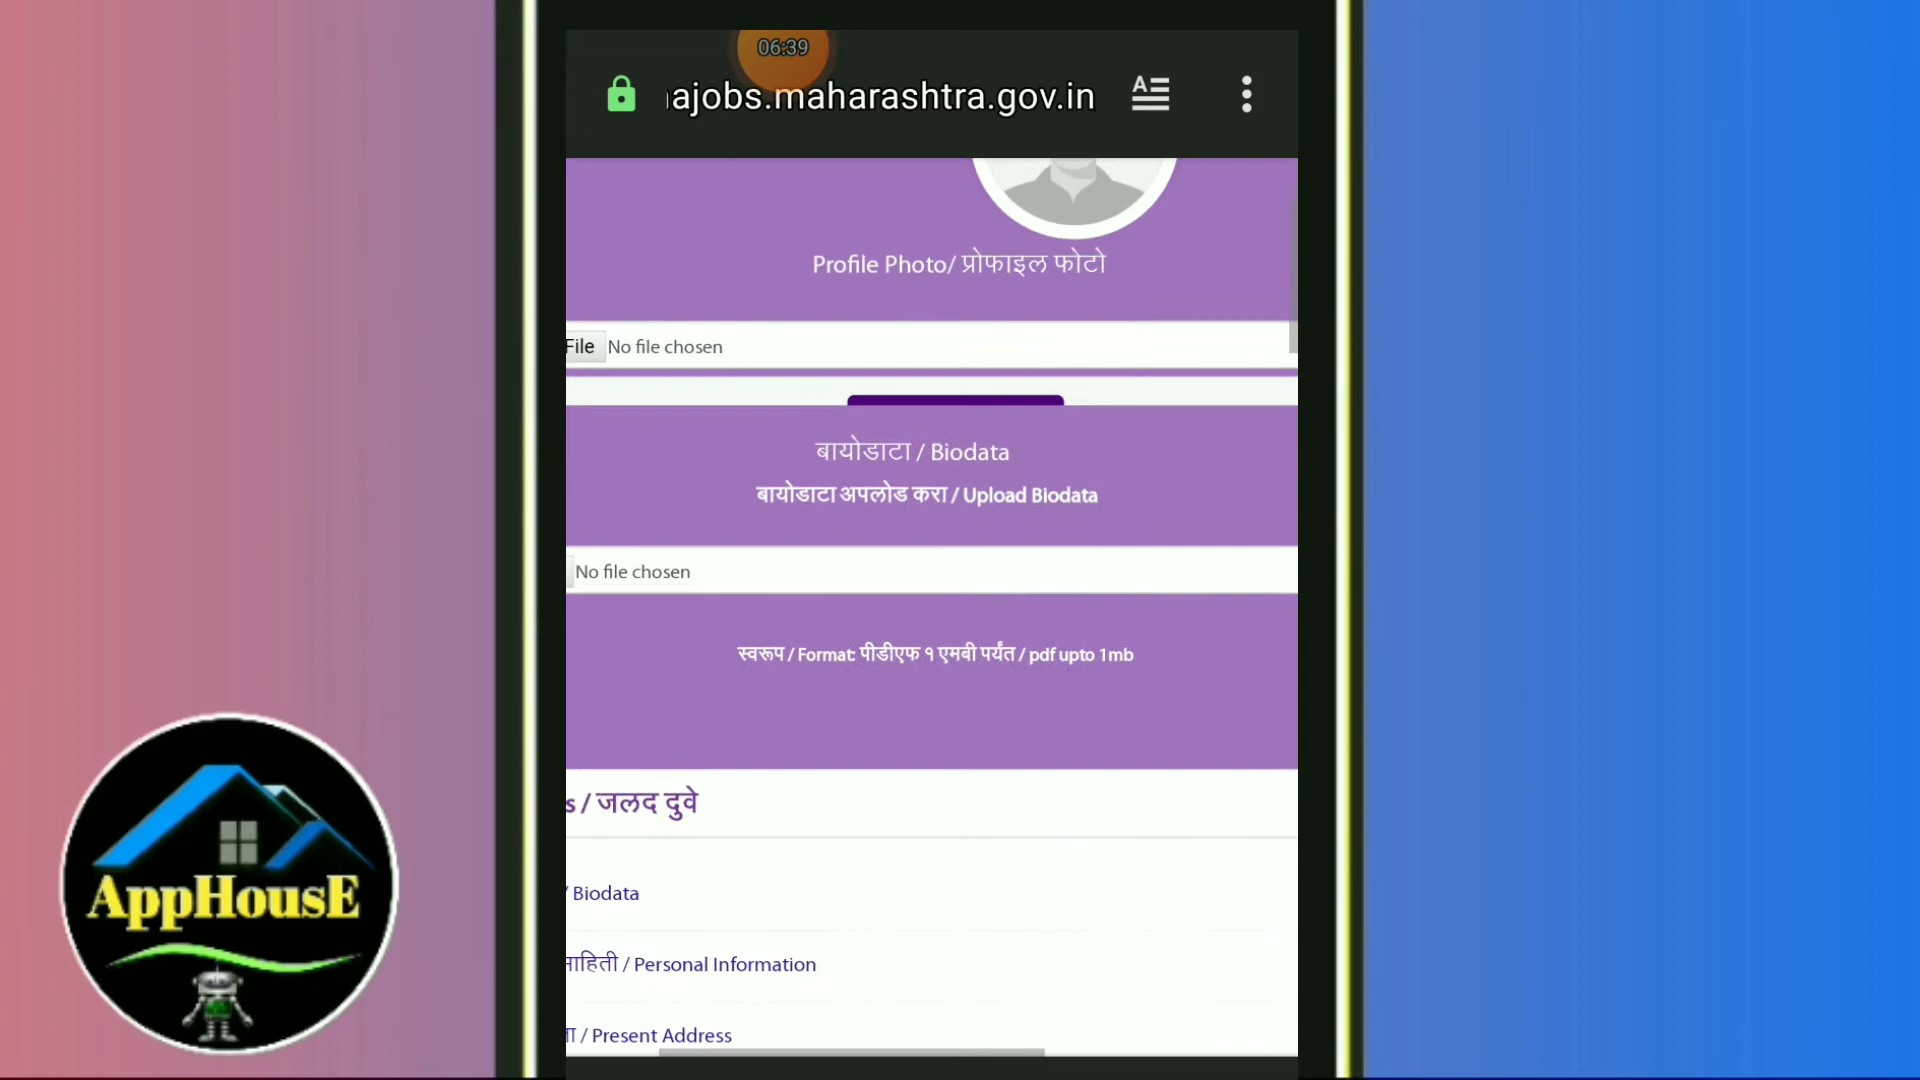 06:39
ajobs.maharashtra.gov.in
Profile Photo/ प्रोफाइल फोटो
File No file chosen
बायोडाटा / Biodata
बायोडाटा अपलोड करा / Upload Biodata
No file chosen
स्वरूप / Format: पीडीएफ १ एमबी पर्यंत / pdf upto 1mb
s / जलद दुवे
/ Biodata
माहिती / Personal Information
/ Present Address
AppHousE